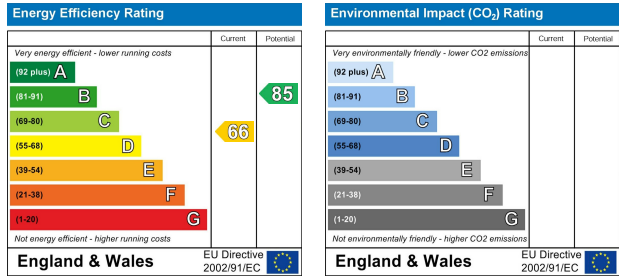 Energy Efficiency Rating
Current Potential
Very energy efficient - lower running costs
(92 plus) A
(81-91) B
85
(69-80) C
66
(55-68) D
(39-54) E
(21-38) F
(1-20) G
Not energy efficient - higher running costs
England & Wales
EU Directive
2002/91/EC
Environmental Impact (CO₂) Rating
Current Potential
Very environmentally friendly - lower CO2 emissions
(92 plus) A
(81-91) B
(69-80) C
(55-68) D
(39-54) E
(21-38) F
(1-20) G
Not environmentally friendly - higher CO2 emissions
England & Wales
EU Directive
2002/91/EC